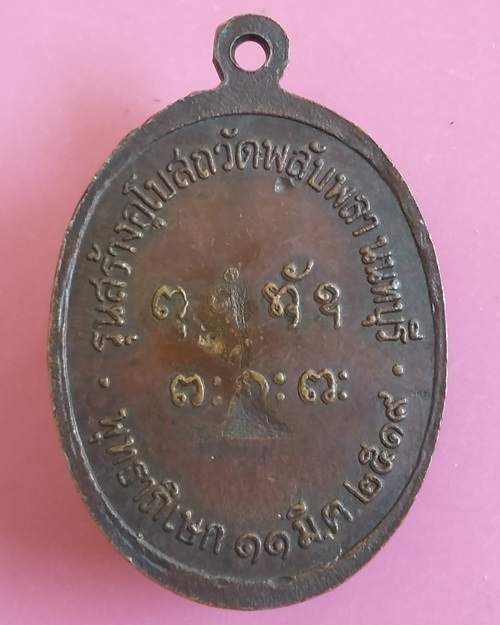 รุ่นสร้างอุโบสถวัดพลับพลา นนทบุรี
พุทธาภิเษก ๑๑ มี.ค. ๒๕๑๙